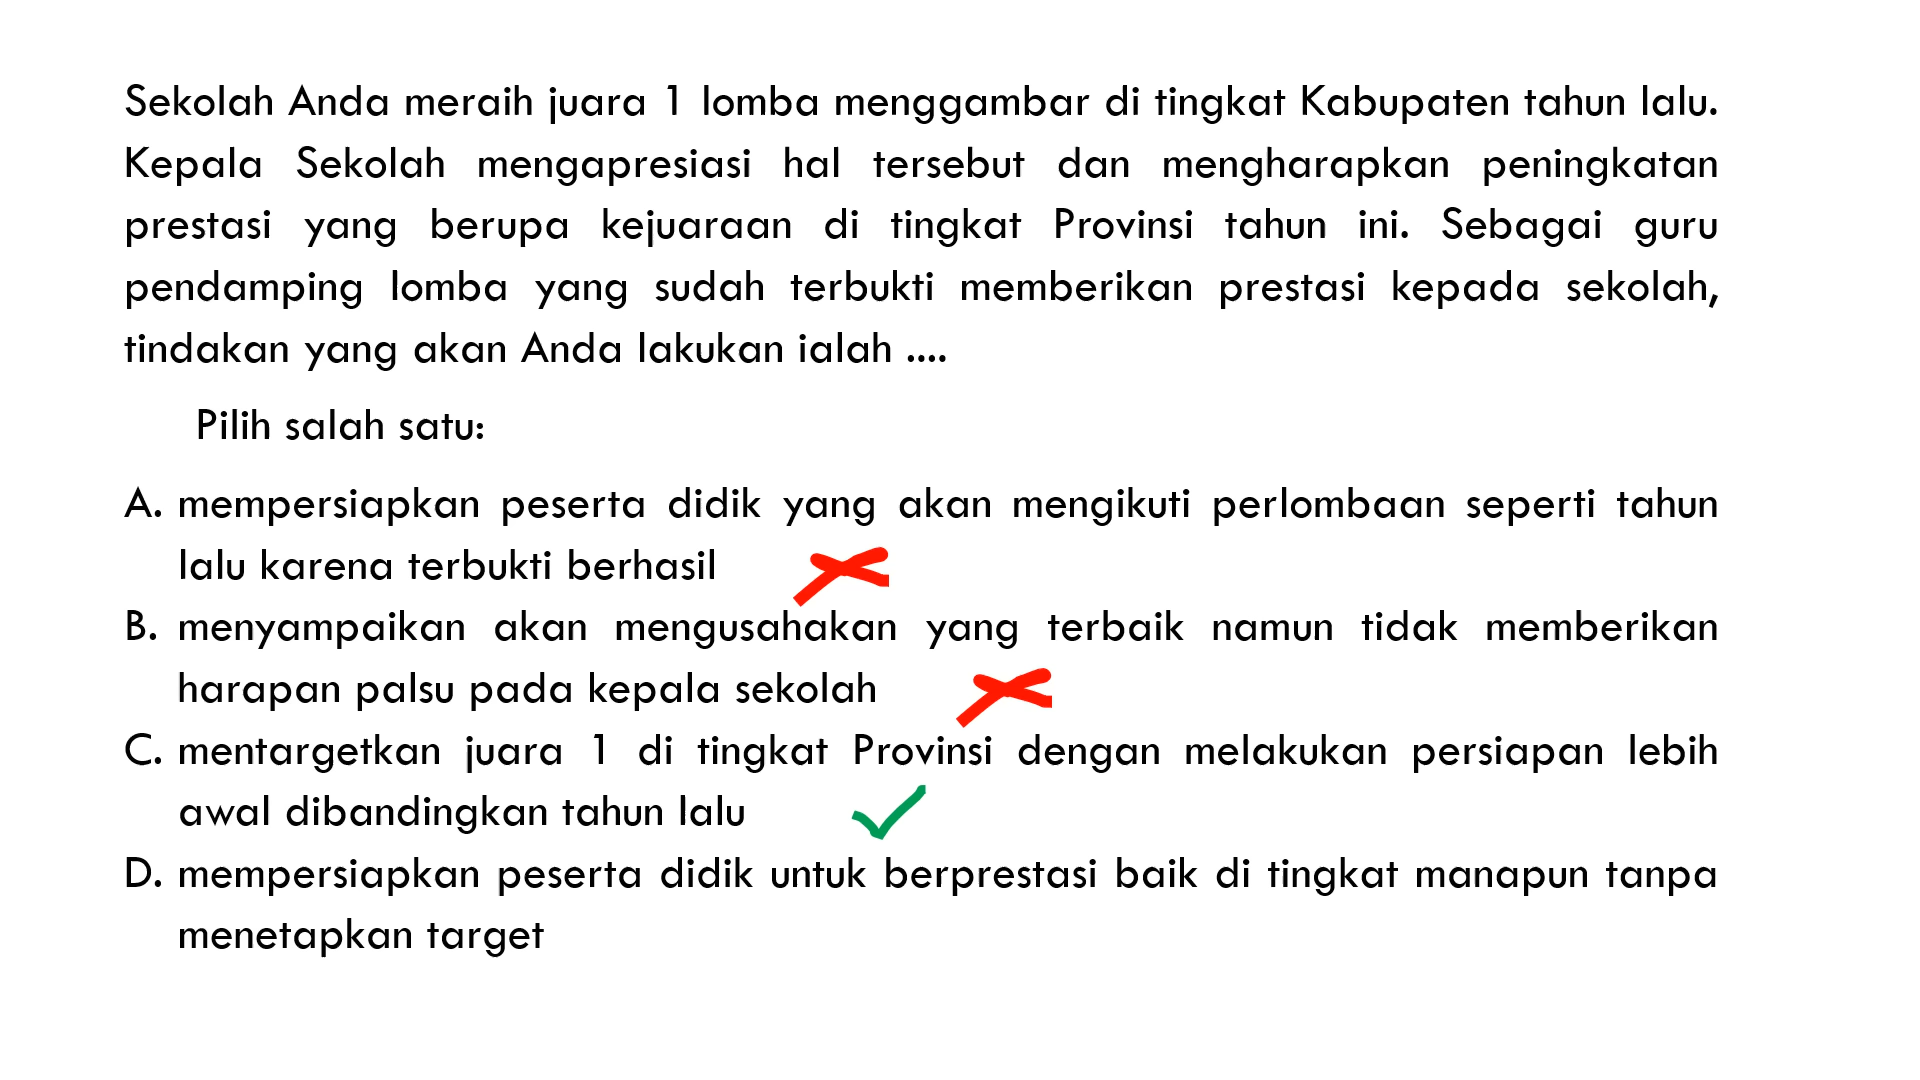 Sekolah Anda meraih juara 1 lomba menggambar di tingkat Kabupaten tahun lalu.
Kepala Sekolah mengapresiasi hal tersebut dan mengharapkan peningkatan
prestasi yang berupa kejuaraan di tingkat Provinsi tahun ini. Sebagai guru
pendamping lomba yang sudah terbukti memberikan prestasi kepada sekolah,
tindakan yang akan Anda lakukan ialah ....
Pilih salah satu:
A. mempersiapkan peserta didik yang akan mengikuti perlombaan seperti tahun
lalu karena terbukti berhasil
B. menyampaikan akan mengusahakan yang terbaik namun tidak memberikan
harapan palsu pada kepala sekolah
C. mentargetkan juara 1 di tingkat Provinsi dengan melakukan persiapan lebih
awal dibandingkan tahun lalu
D. mempersiapkan peserta didik untuk berprestasi baik di tingkat manapun tanpa
menetapkan target